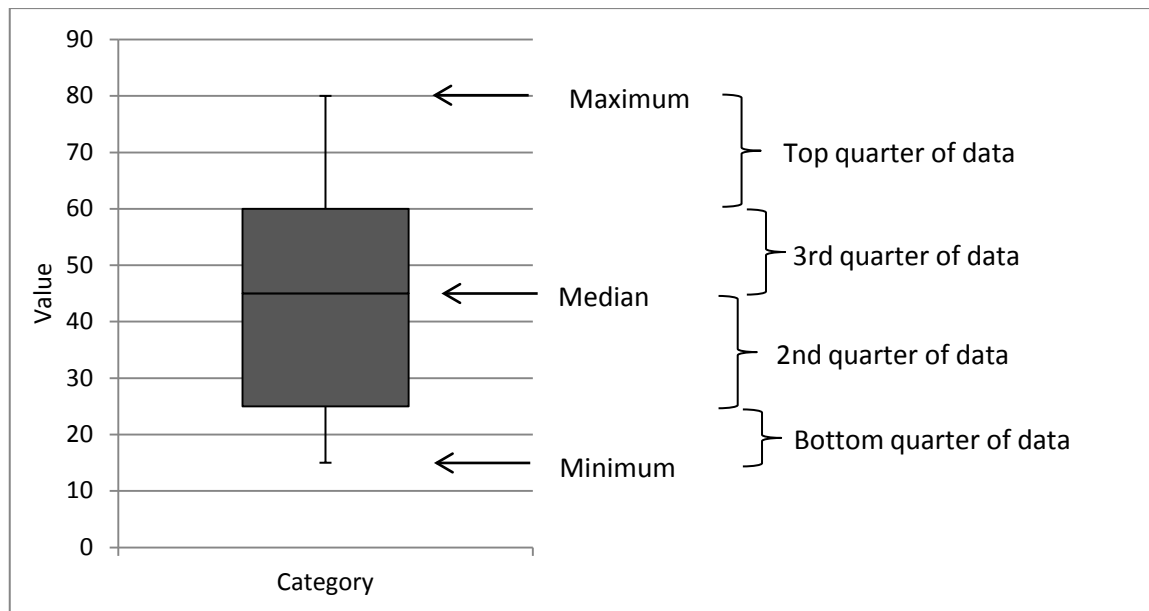 90
80
70
60
50
40
30
20
10
0
Value
Category
Maximum
Median
Minimum
Top quarter of data
3rd quarter of data
2nd quarter of data
Bottom quarter of data